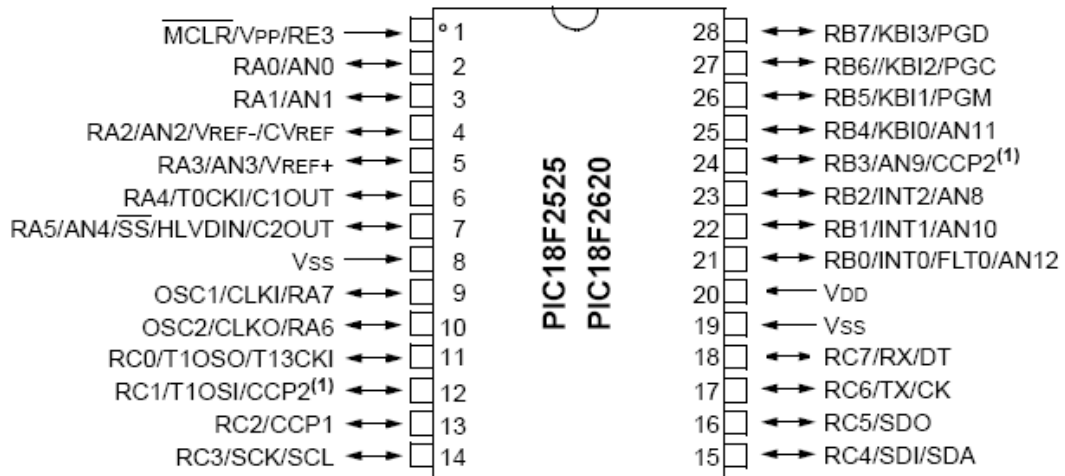 MCLR/VPP/RE3 1 28 RB7/KBI3/PGD
RA0/AN0 2 27 RB6//KBI2/PGC
RA1/AN1 3 26 RB5/KBI1/PGM
RA2/AN2/VREF-/CVREF 4 25 RB4/KBI0/AN11
RA3/AN3/VREF+ 5 24 RB3/AN9/CCP2(1)
RA4/T0CKI/C1OUT 6 23 RB2/INT2/AN8
RA5/AN4/SS/HLVDIN/C2OUT 7 22 RB1/INT1/AN10
VSS 8 21 RB0/INT0/FLT0/AN12
OSC1/CLKI/RA7 9 20 VDD
OSC2/CLKO/RA6 10 19 VSS
RC0/T1OSO/T13CKI 11 18 RC7/RX/DT
RC1/T1OSI/CCP2(1) 12 17 RC6/TX/CK
RC2/CCP1 13 16 RC5/SDO
RC3/SCK/SCL 14 15 RC4/SDI/SDA
PIC18F2525
PIC18F2620